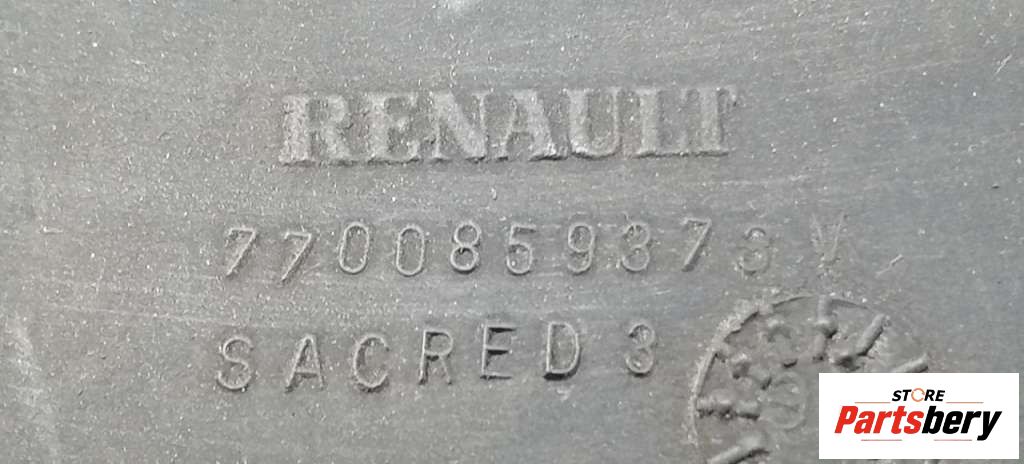 RENAULT
7700859373
SACRED 3
STORE
Partsbery